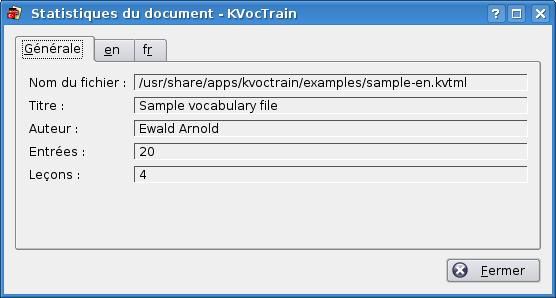 Statistiques du document - KVocTrain
Générale en fr
Nom du fichier : /usr/share/apps/kvoctrain/examples/sample-en.kvtml
Titre : Sample vocabulary file
Auteur : Ewald Arnold
Entrées : 20
Leçons : 4
Fermer